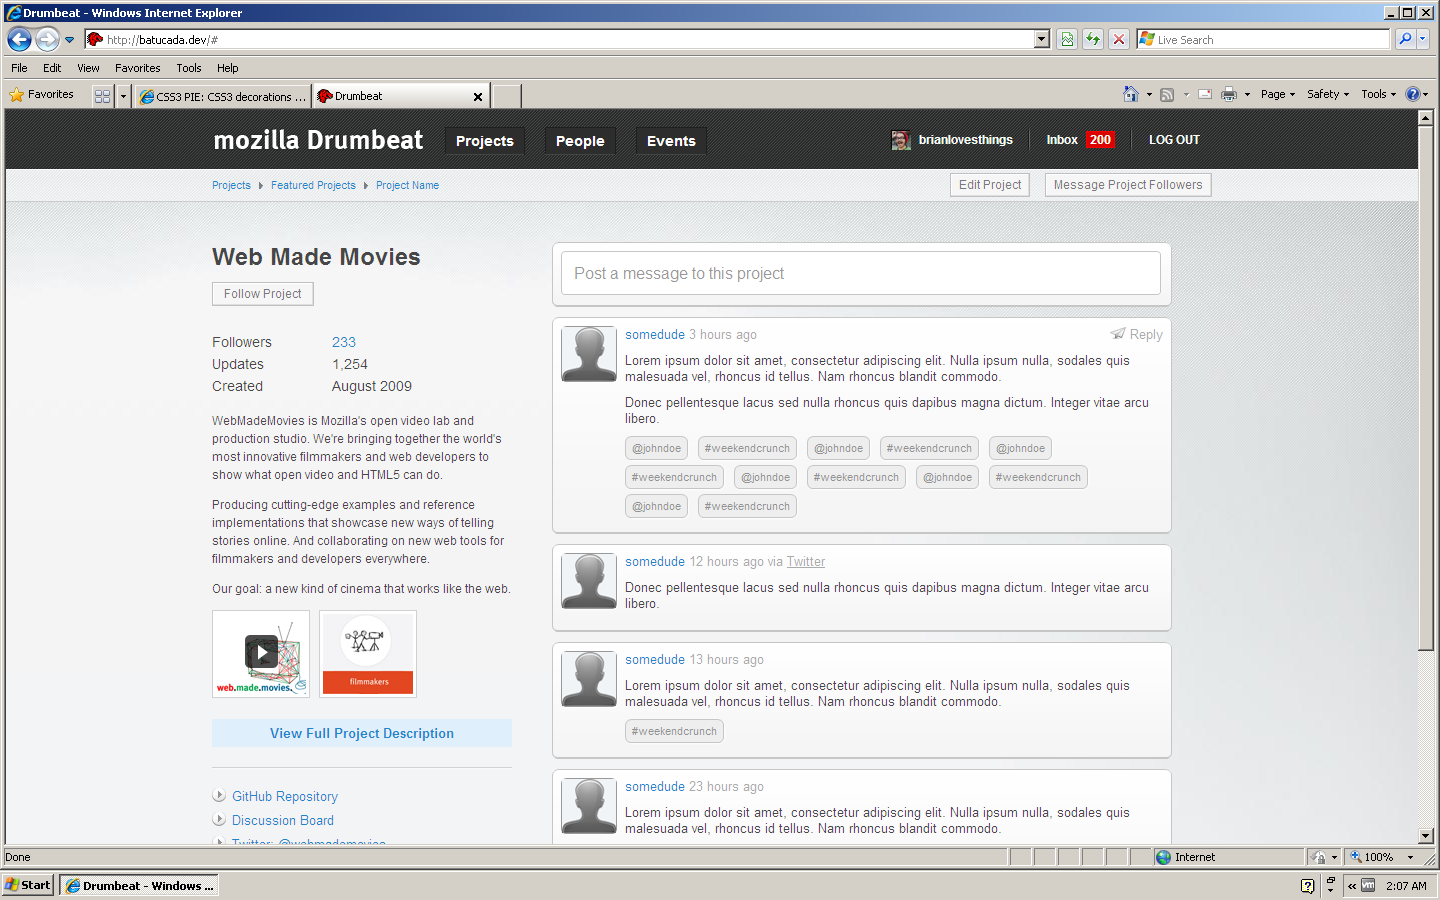 Drumbeat - Windows Internet Explorer
http://batucada.dev/#
Live Search
File Edit View Favorites Tools Help
Favorites
CSS3 PIE: CSS3 decorations ...
Drumbeat
Page Safety Tools
mozilla Drumbeat
Projects People Events
brianlovesthings Inbox 200 LOG OUT
Projects Featured Projects Project Name
Edit Project Message Project Followers
Web Made Movies
Follow Project
Followers 233
Updates 1,254
Created August 2009
WebMadeMovies is Mozilla's open video lab and
production studio. We're bringing together the world's
most innovative filmmakers and web developers to
show what open video and HTML5 can do.
Producing cutting-edge examples and reference
implementations that showcase new ways of telling
stories online. And collaborating on new web tools for
filmmakers and developers everywhere.
Our goal: a new kind of cinema that works like the web.
web.made.movies.
filmmakers
View Full Project Description
GitHub Repository
Discussion Board
Twitter: @webmademovies
Post a message to this project
somedude 3 hours ago
Reply
Lorem ipsum dolor sit amet, consectetur adipiscing elit. Nulla ipsum nulla, sodales quis
malesuada vel, rhoncus id tellus. Nam rhoncus blandit commodo.
Donec pellentesque lacus sed nulla rhoncus quis dapibus magna dictum. Integer vitae arcu
libero.
@johndoe #weekendcrunch @johndoe #weekendcrunch @johndoe
#weekendcrunch @johndoe #weekendcrunch @johndoe #weekendcrunch
@johndoe #weekendcrunch
somedude 12 hours ago via Twitter
Donec pellentesque lacus sed nulla rhoncus quis dapibus magna dictum. Integer vitae arcu
libero.
somedude 13 hours ago
Lorem ipsum dolor sit amet, consectetur adipiscing elit. Nulla ipsum nulla, sodales quis
malesuada vel, rhoncus id tellus. Nam rhoncus blandit commodo.
#weekendcrunch
somedude 23 hours ago
Lorem ipsum dolor sit amet, consectetur adipiscing elit. Nulla ipsum nulla, sodales quis
malesuada vel, rhoncus id tellus. Nam rhoncus blandit commodo.
Done
Internet
100%
Start
Drumbeat - Windows ...
2:07 AM